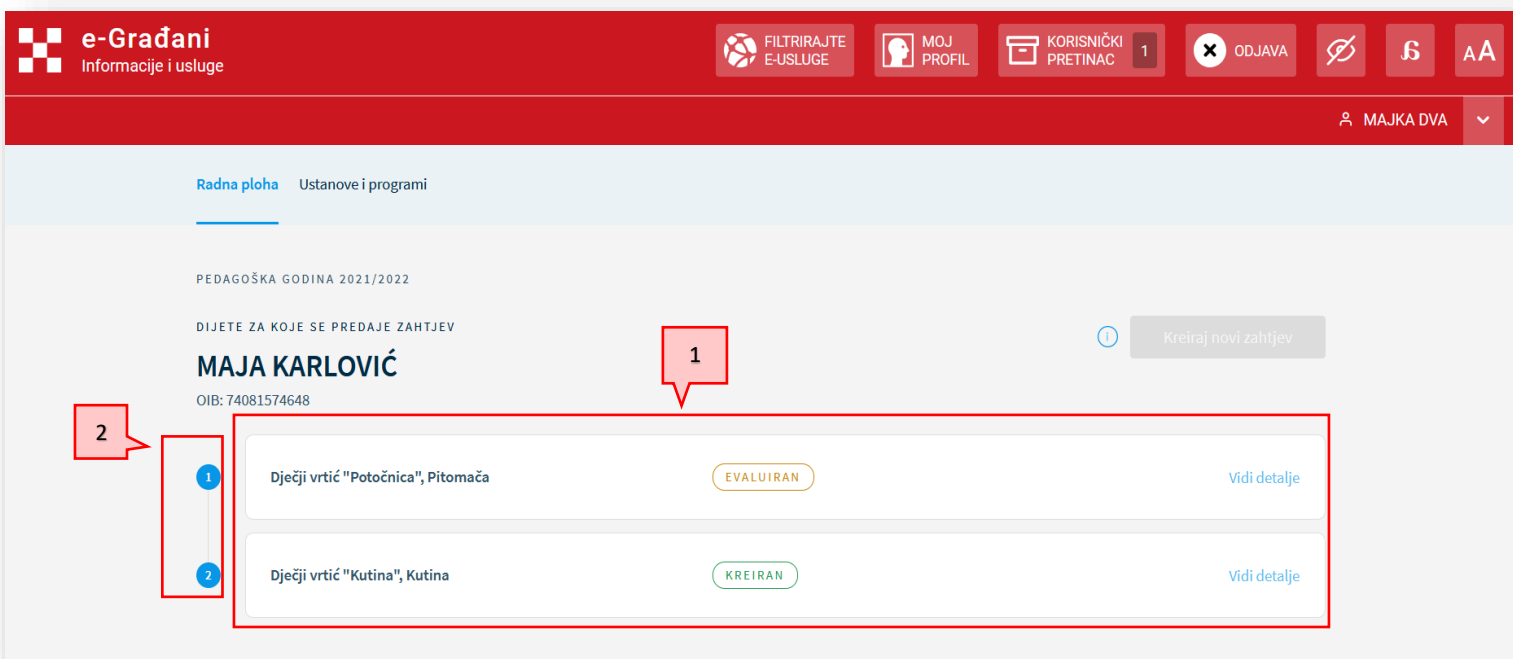 e-Građani
Informacije i usluge
FILTRIRAJTE
E-USLUGE
MOJ
PROFIL
KORISNIČKI
PRETINAC
1
ODJAVA
AA
MAJKA DVA
Radna ploha
Ustanove i programi
PEDAGOŠKA GODINA 2021/2022
DIJETE ZA KOJE SE PREDAJE ZAHTJEV
MAJA KARLOVIĆ
OIB: 74081574648
i
Kreiraj novi zahtjev
1
2
1
Dječji vrtić "Potočnica", Pitomača
EVALUIRAN
Vidi detalje
2
Dječji vrtić "Kutina", Kutina
KREIRAN
Vidi detalje